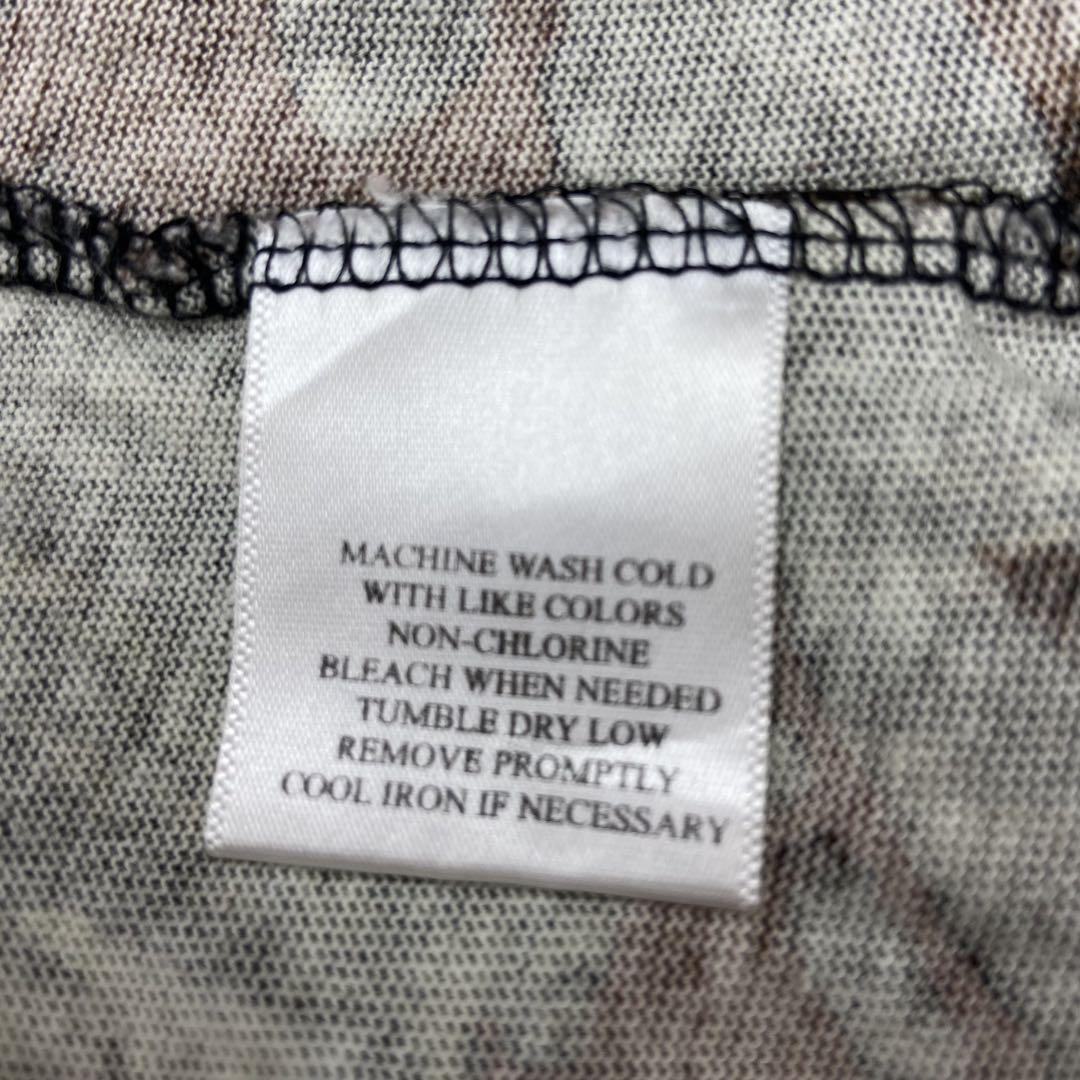 MACHINE WASH COLD
WITH LIKE COLORS
NON-CHLORINE
BLEACH WHEN NEEDED
TUMBLE DRY LOW
REMOVE PROMPTLY
COOL IRON IF NECESSARY